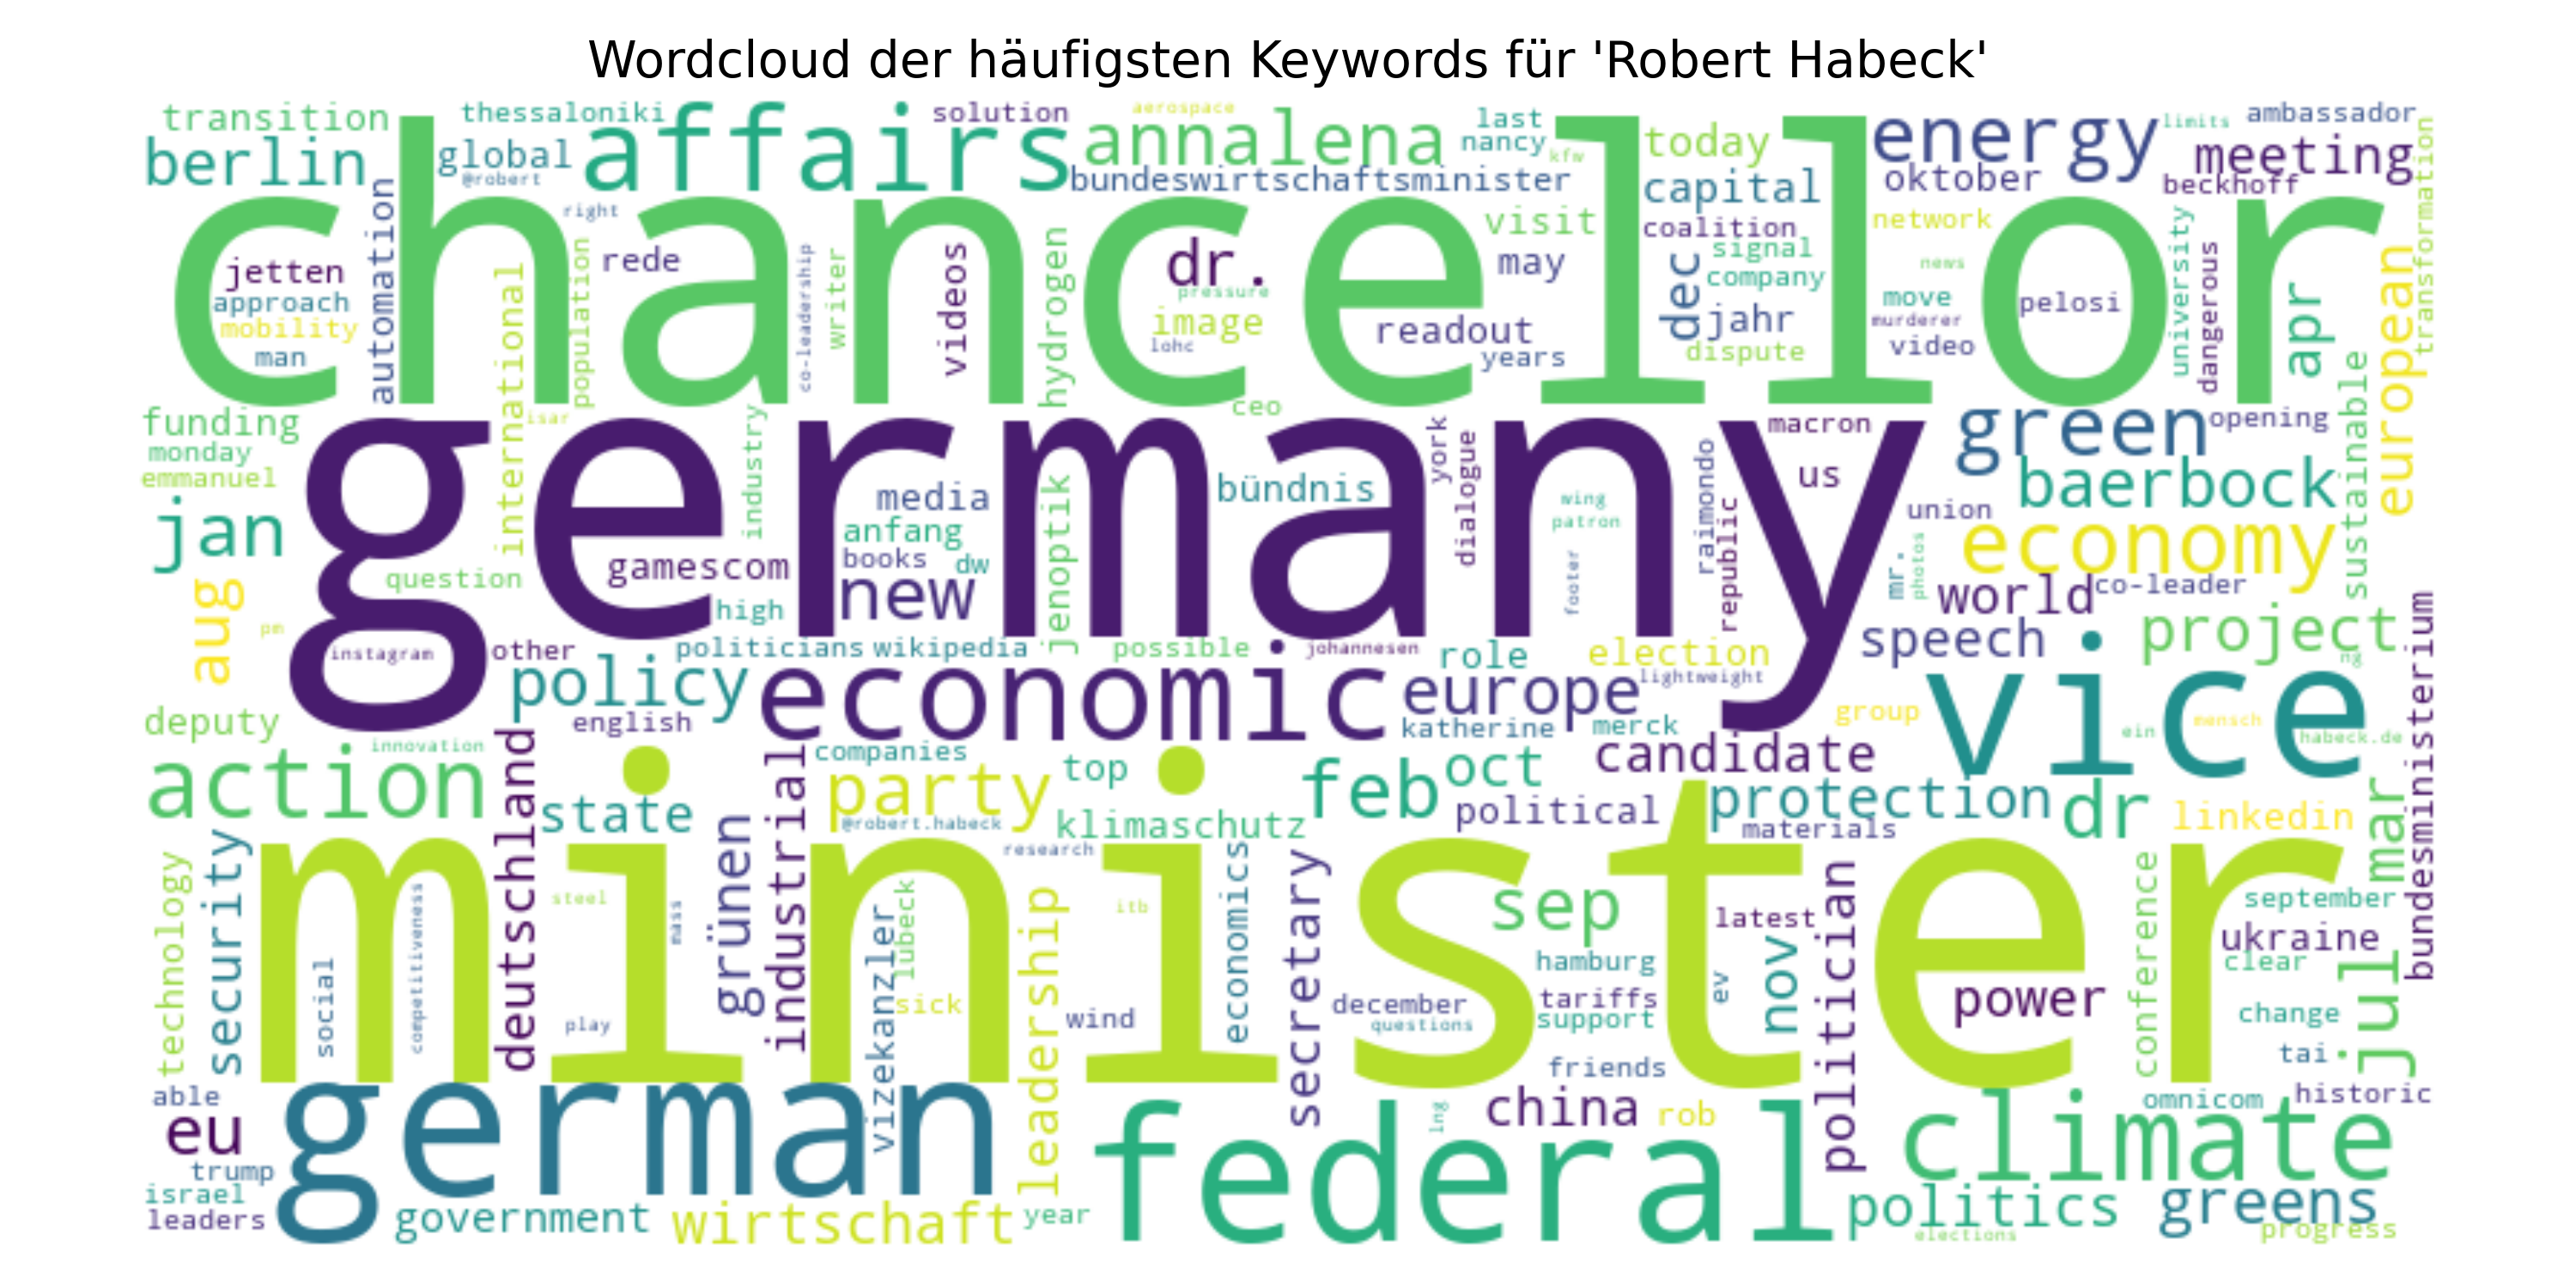 Wordcloud der häufigsten Keywords für 'Robert Habeck'
transition
thessaloniki
affairs
solution
aerospace
annalena
last
nancy
kfw
today
energy
limits
ambassador
berlin
global
@robert
bundeswirtschaftsminister
capital
oktober
meeting
beckhoff
transformation
chancellor
automation
right
visit
coalition
network
signal
company
university
dangerous
european
jetten
approach
mobility
man
international
population
rede
co-leadership
writer
videos
hydrogen
dr.
pressure
image
lohc
readout
may
years
dec
jahr
dispute
move
murderer
video
news
pelosi
apr
sustainable
funding
monday
emmanuel
isar
industry
ceo
york
macron
green
opening
germany
jan
media
anfang
books
dw
new
gamescom
question
high
jenoptik
bündnis
dialogue
wing
patron
footer
raimondo
republic
us
union
baerbock
economy
mr.
photos
world
co-leader
aug
pm
instagram
other
politicians
wikipedia
possible
johannesen
role
election
lightweight
speech
project
ng
bundesministerium
policy
economic
europe
katherine
merck
group
vice
ein
mensch
habeck.de
deputy
english
innovation
companies
candidate
action
deutschland
state
industrial
party
@robert.habeck
top
klimaschutz
feb
oct
political
protection
materials
dr
linkedin
mar
minister
technology
security
social
competitiveness
steel
play
mass
grünen
vizekanzler
lübeck
sick
research
leadership
wind
itb
economics
secretary
december
questions
sep
hamburg
tariffs
support
friends
latest
ev
nov
politician
power
conference
september
ukraine
clear
change
tai
jul
historic
able
eu
trump
israel
leaders
german
government
wirtschaft
year
federal
lng
china
rob
omnicom
climate
politics
elections
greens
progress